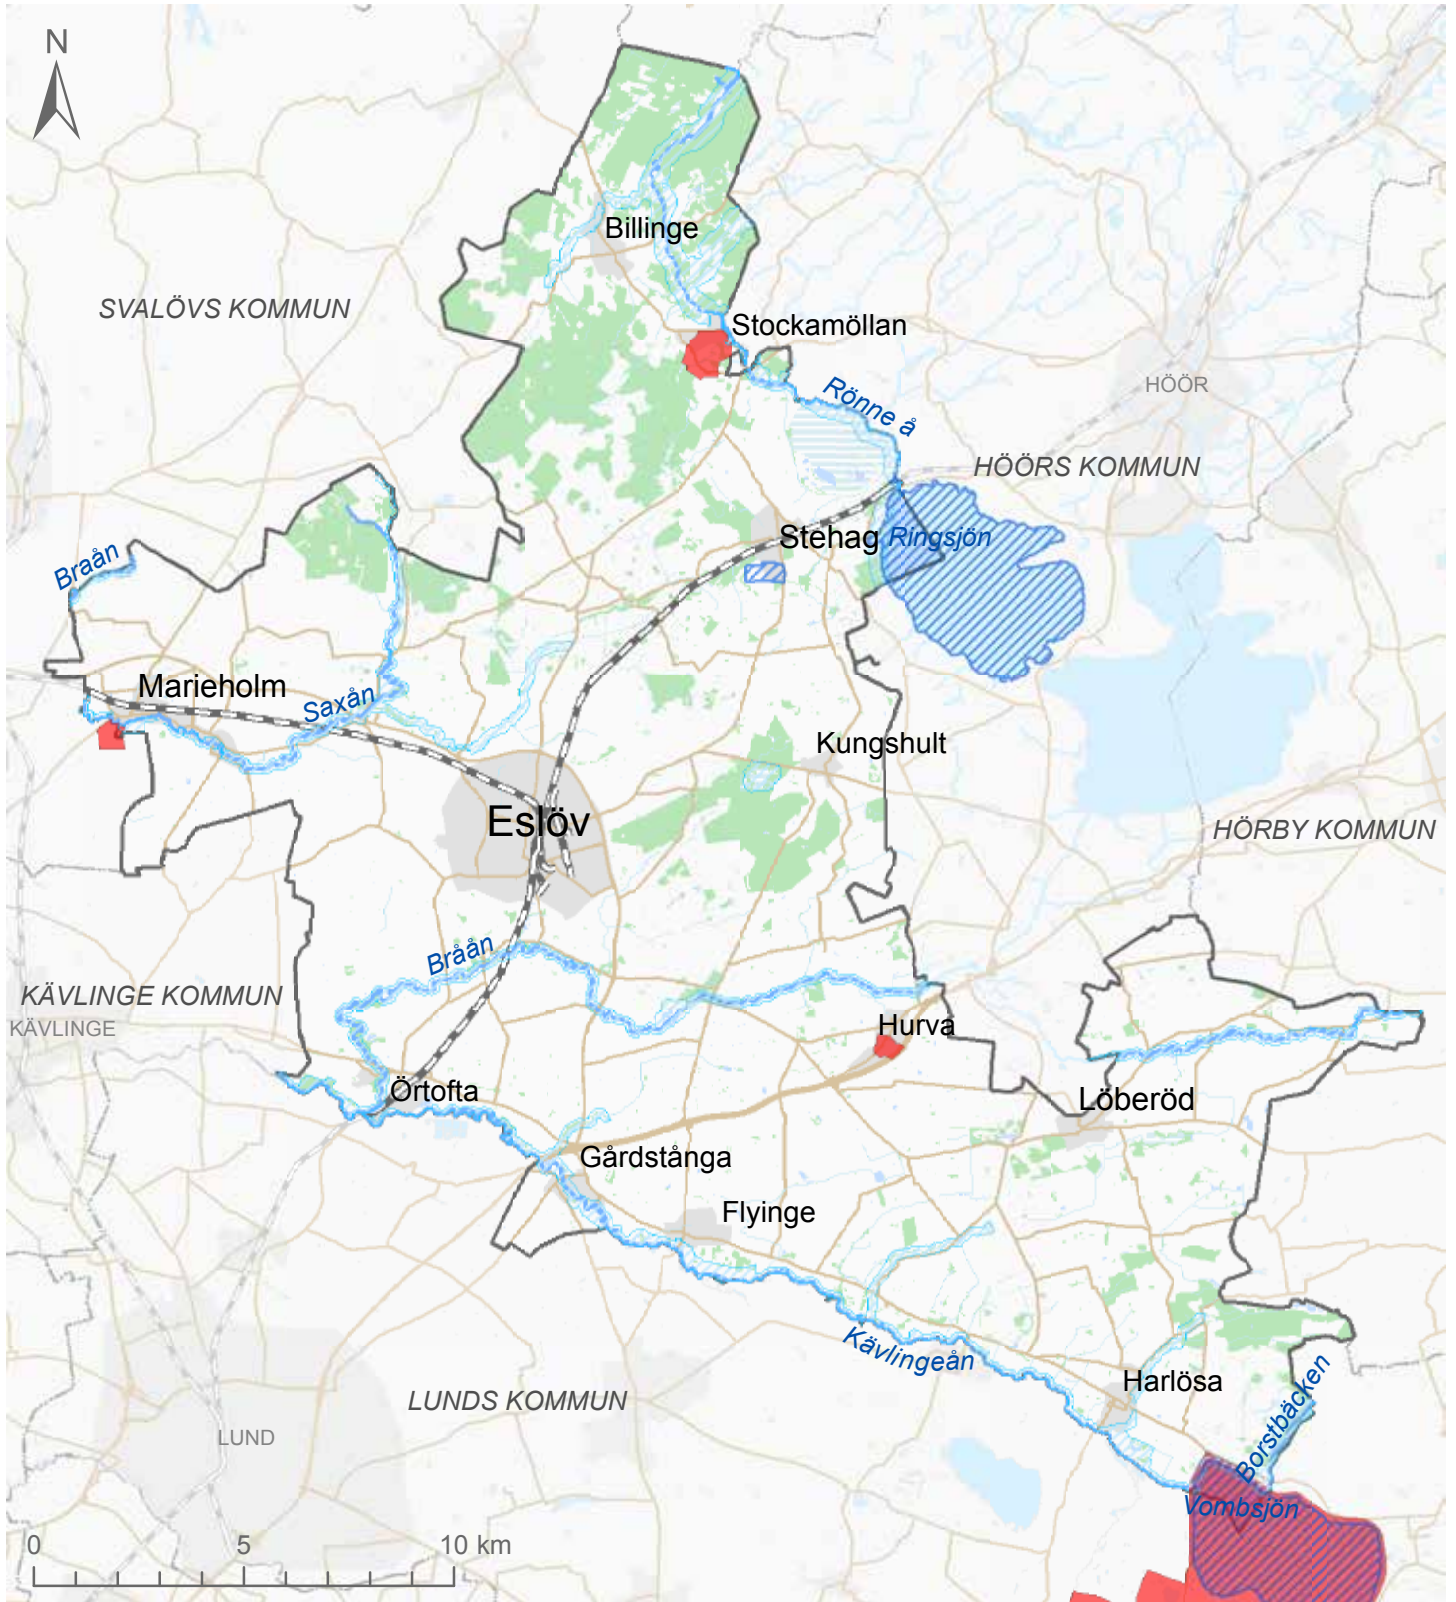 N
Billinge
SVALÖVS KOMMUN
Stockamöllan
HÖÖR
Rönne å
HÖÖRS KOMMUN
Stehag
Ringsjön
Braån
Marieholm
Saxån
Kungshult
Eslöv
HÖRBY KOMMUN
Bråån
KÄVLINGE KOMMUN
KÄVLINGE
Hurva
Örtofta
Löberöd
Gårdstånga
Flyinge
Kävlingeån
Harlösa
LUNDS KOMMUN
Borstbäcken
LUND
Vombsjön
0 5 10 km